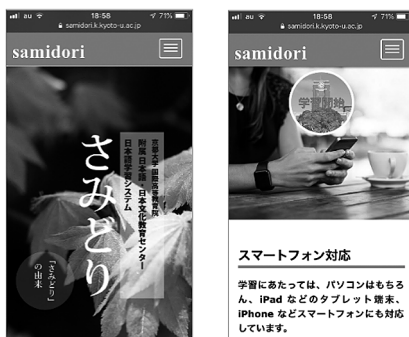 au 18:58 71%
samidori.k.kyoto-u.ac.jp
samidori
京都大学 国際高等教育院
附属日本語・日本文化教育センター
日本語学習システム
さみどり
『さみどり』
の由来
au 18:58 71%
samidori.k.kyoto-u.ac.jp
samidori
学習開始
スマートフォン対応
学習にあたっては、パソコンはもちろ
ん、iPad などのタブレット端末、
iPhone などスマートフォンにも対応
しています。